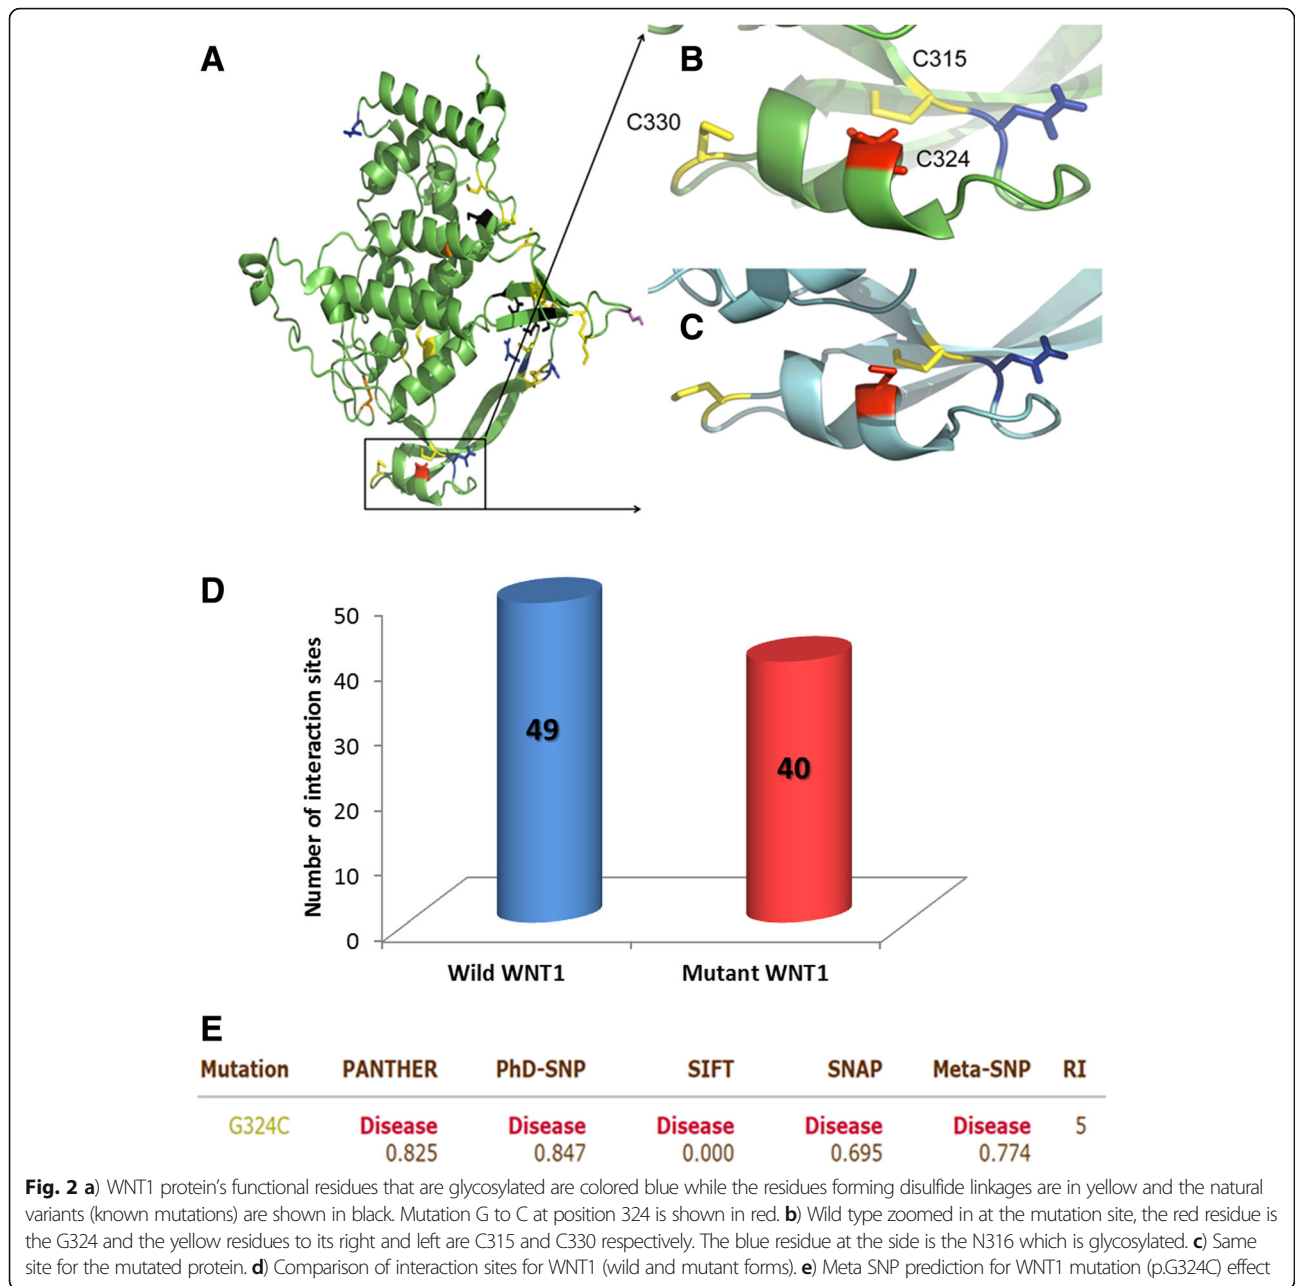 A
B
C315
C330
C324
C
D
Number of interaction sites
50
40
30
20
10
0
49
40
Wild WNT1 Mutant WNT1
E
Mutation PANTHER PhD-SNP SIFT SNAP Meta-SNP RI
G324C Disease Disease Disease Disease Disease 5
0.825 0.847 0.000 0.695 0.774
Fig. 2 a) WNT1 protein's functional residues that are glycosylated are colored blue while the residues forming disulfide linkages are in yellow and the natural
variants (known mutations) are shown in black. Mutation G to C at position 324 is shown in red. b) Wild type zoomed in at the mutation site, the red residue is
the G324 and the yellow residues to its right and left are C315 and C330 respectively. The blue residue at the side is the N316 which is glycosylated. c) Same
site for the mutated protein. d) Comparison of interaction sites for WNT1 (wild and mutant forms). e) Meta SNP prediction for WNT1 mutation (p.G324C) effect